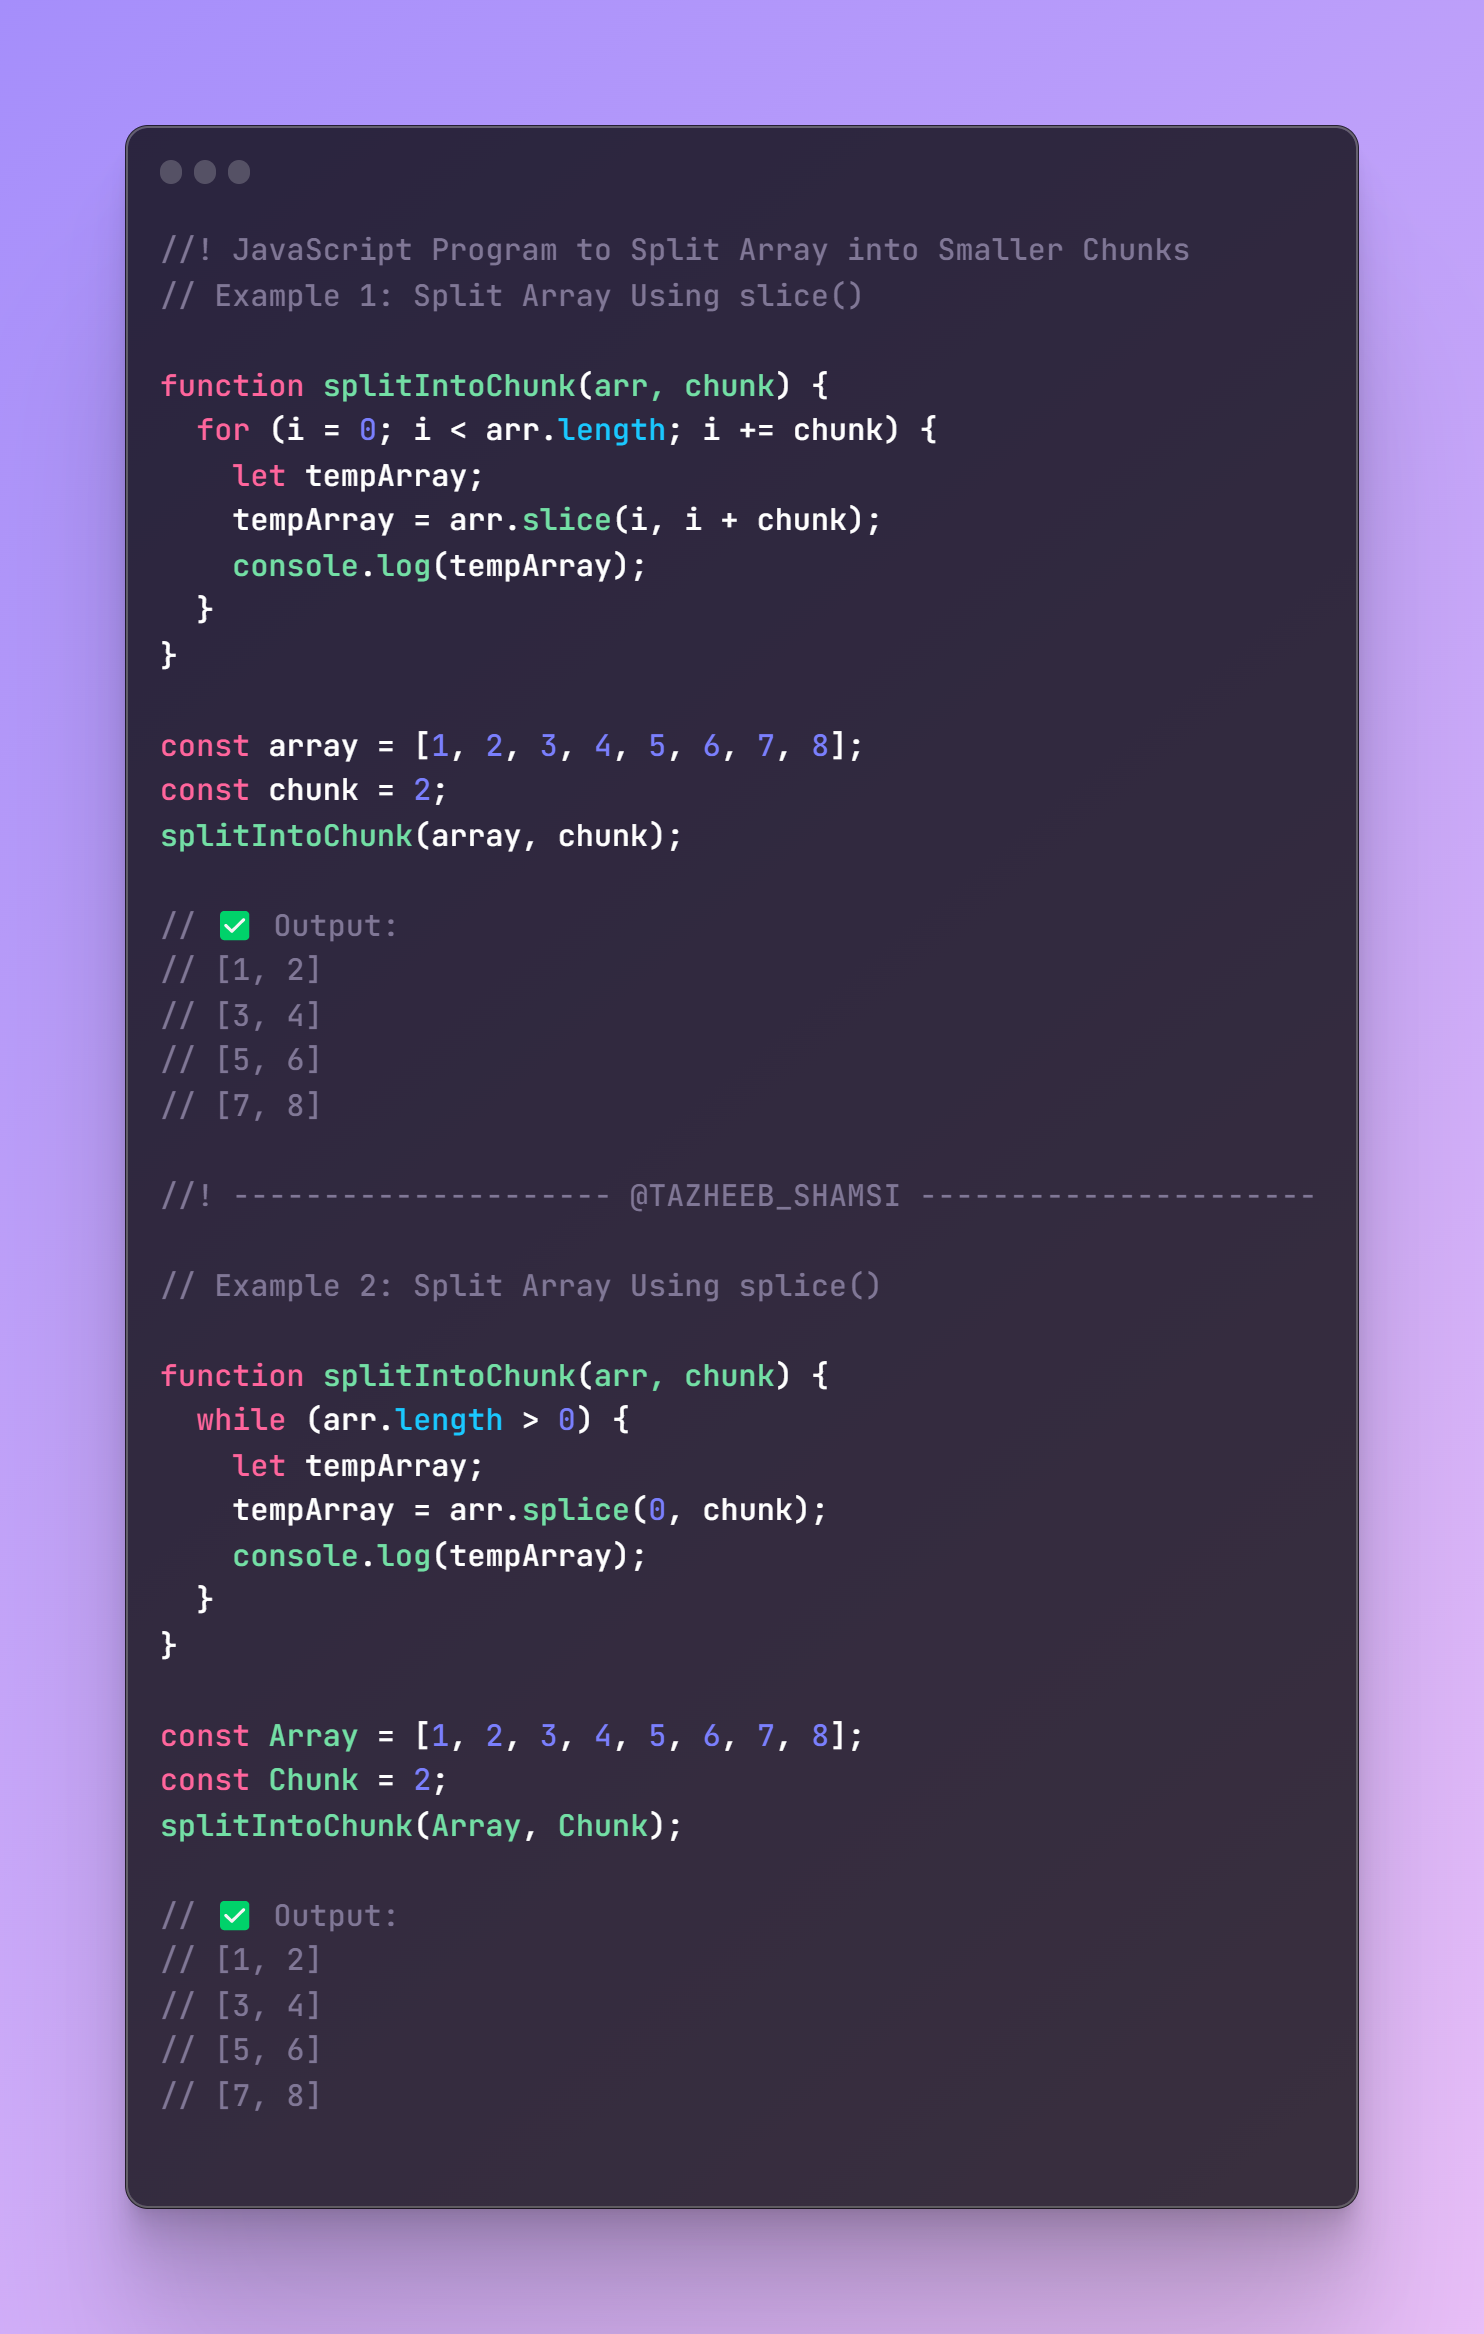 //! JavaScript Program to Split Array into Smaller Chunks
// Example 1: Split Array Using slice()

function splitIntoChunk(arr, chunk) {
  for (i = 0; i < arr.length; i += chunk) {
    let tempArray;
    tempArray = arr.slice(i, i + chunk);
    console.log(tempArray);
  }
}

const array = [1, 2, 3, 4, 5, 6, 7, 8];
const chunk = 2;
splitIntoChunk(array, chunk);

// ✅ Output:
// [1, 2]
// [3, 4]
// [5, 6]
// [7, 8]

//! --------------------- @TAZHEEB_SHAMSI ----------------------

// Example 2: Split Array Using splice()

function splitIntoChunk(arr, chunk) {
  while (arr.length > 0) {
    let tempArray;
    tempArray = arr.splice(0, chunk);
    console.log(tempArray);
  }
}

const Array = [1, 2, 3, 4, 5, 6, 7, 8];
const Chunk = 2;
splitIntoChunk(Array, Chunk);

// ✅ Output:
// [1, 2]
// [3, 4]
// [5, 6]
// [7, 8]